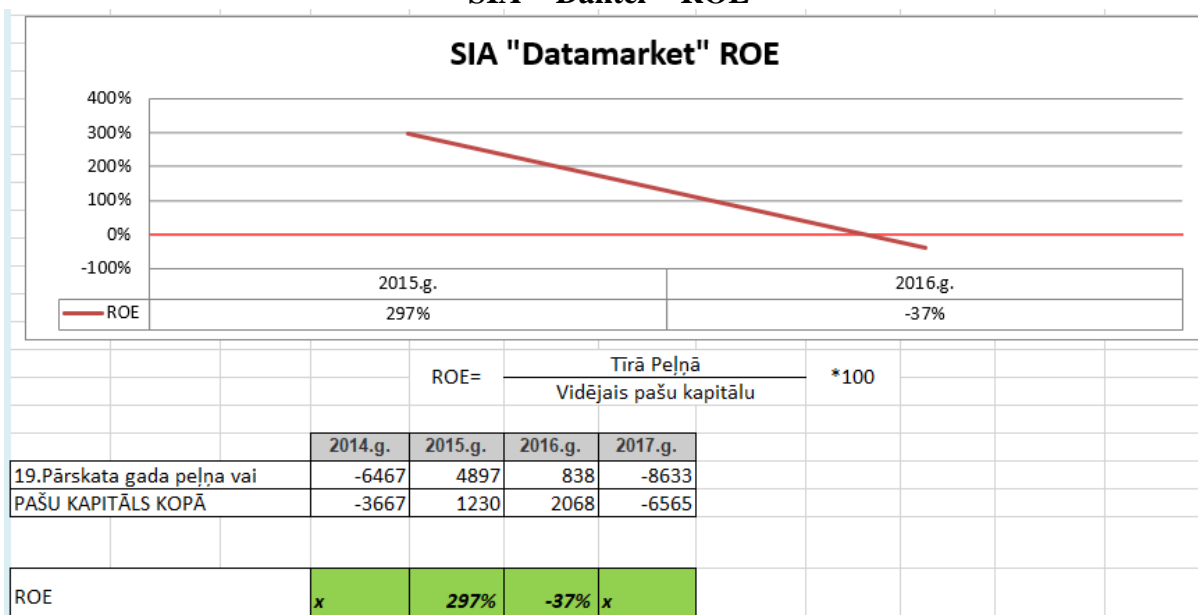 SIA "Datamarket" ROE
400%
300%
200%
100%
0%
-100%
2015.g. 2016.g.
ROE 297% -37%
ROE= Tīrā Peļņā *100
Vidējais pašu kapitālu
2014.g. 2015.g. 2016.g. 2017.g.
19.Pārskata gada peļņa vai -6467 4897 838 -8633
PAŠU KAPITĀLS KOPĀ -3667 1230 2068 -6565
ROE x 297% -37% x